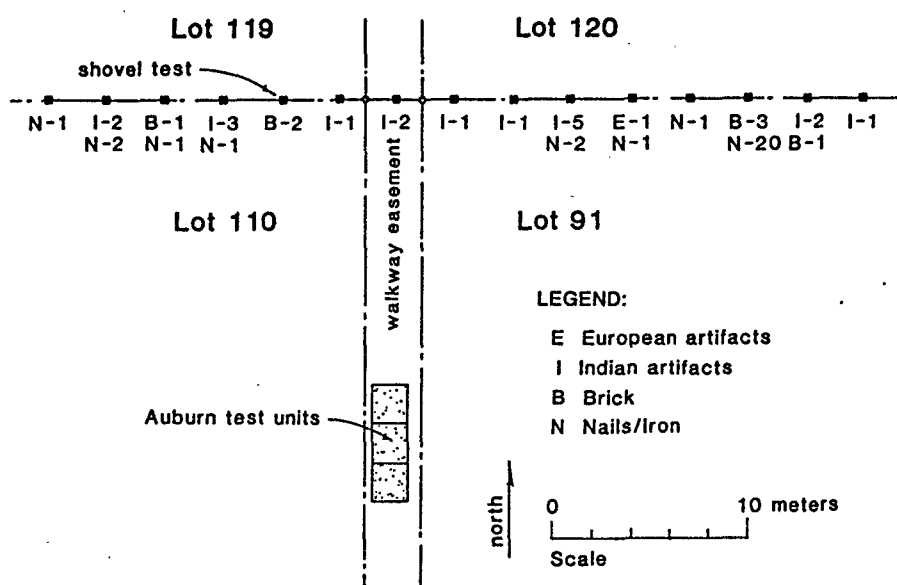 Lot 119
Lot 120
shovel test
N-1 I-2 B-1 I-3 B-2 I-1 I-2 I-1 I-1 I-5 E-1 N-1 B-3 I-2 I-1
N-2 N-1 N-1 N-2 N-1 N-20 B-1
walkway easement
Lot 110
Lot 91
LEGEND:
E European artifacts
I Indian artifacts
B Brick
N Nails/Iron
Auburn test units
north
0 10 meters
Scale